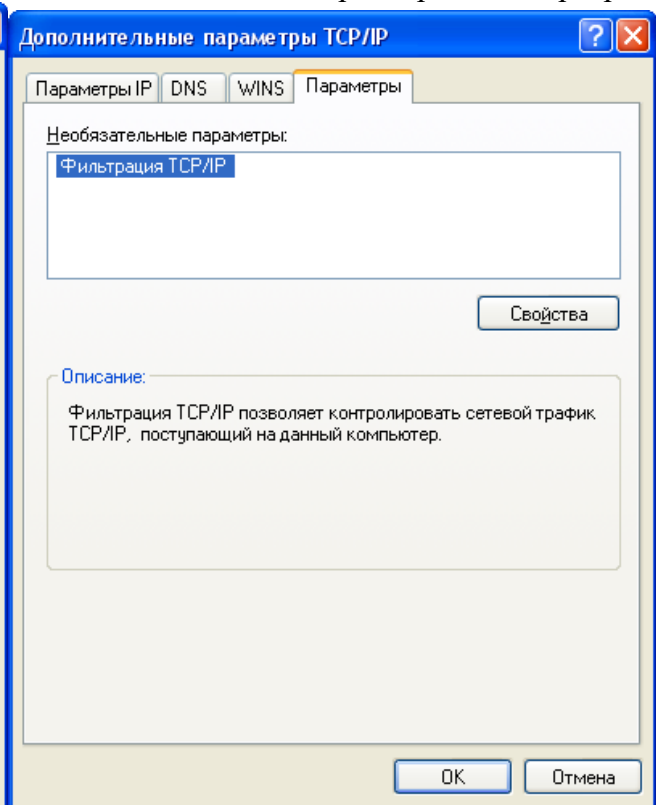 Дополнительные параметры TCP/IP
Параметры IP DNS WINS Параметры
Необязательные параметры:
Фильтрация TCP/IP
Свойства
Описание:
Фильтрация TCP/IP позволяет контролировать сетевой трафик
TCP/IP, поступающий на данный компьютер.
OK Отмена